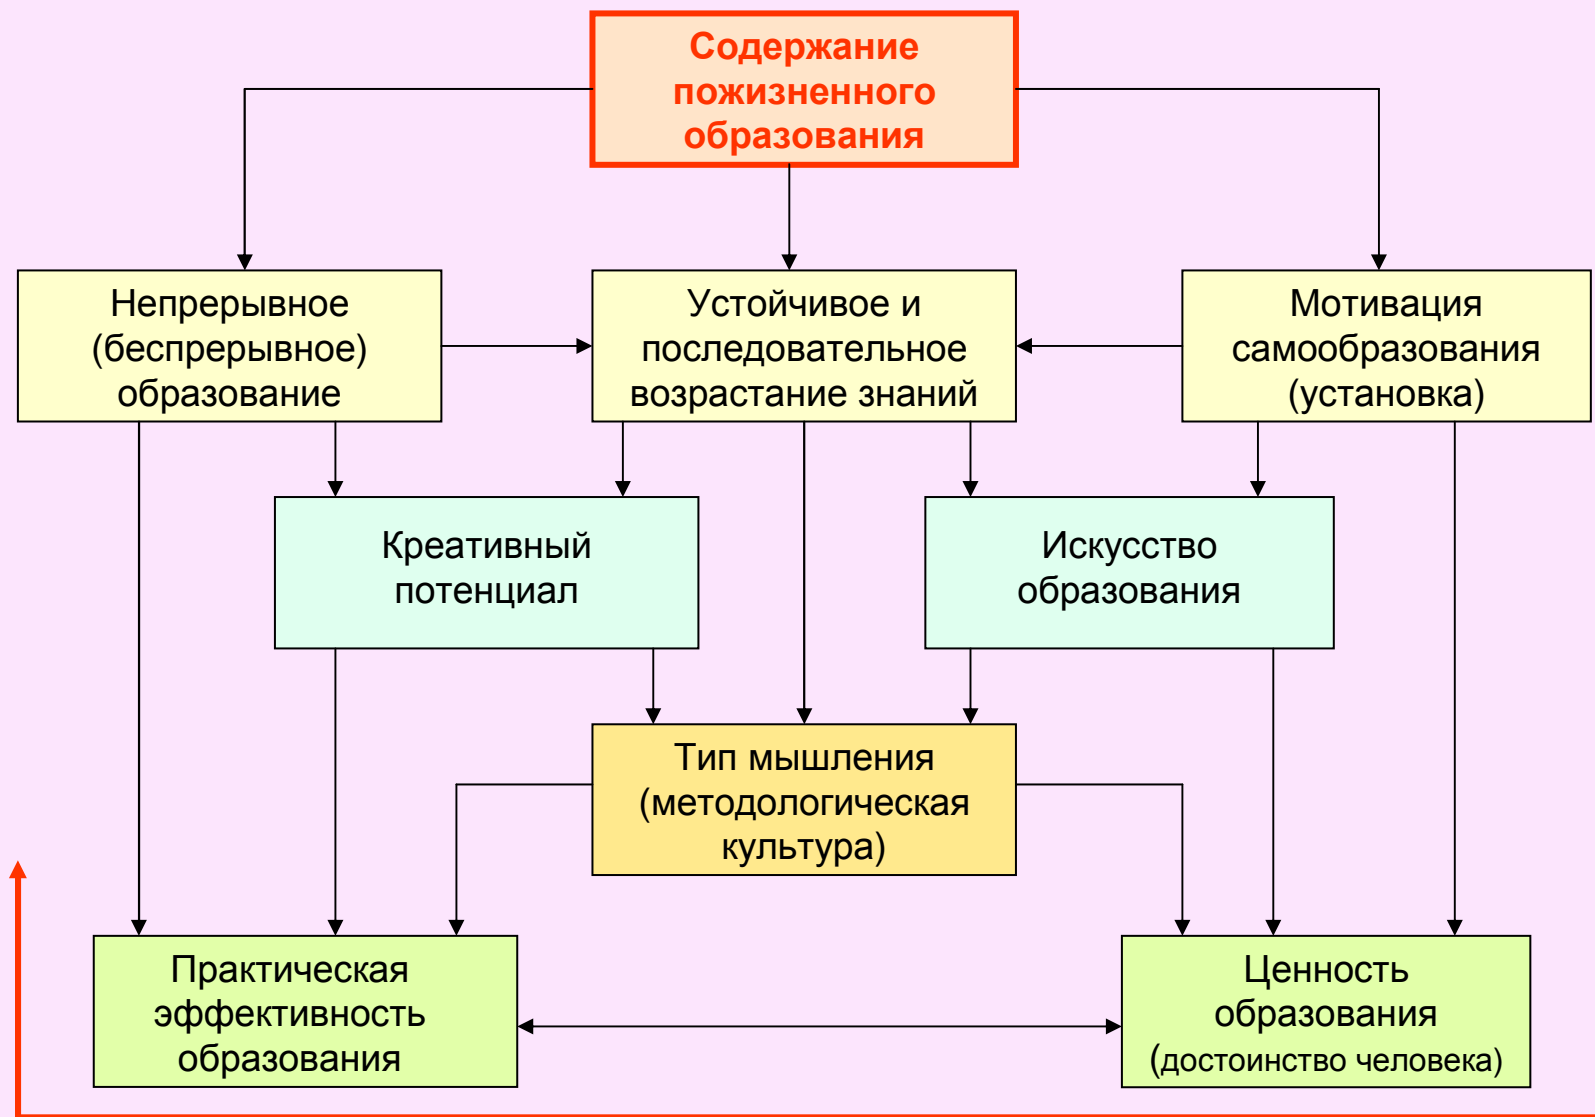 Содержание
пожизненного
образования
Непрерывное
(беспрерывное)
образование
Устойчивое и
последовательное
возрастание знаний
Мотивация
самообразования
(установка)
Креативный
потенциал
Искусство
образования
Тип мышления
(методологическая
культура)
Практическая
эффективность
образования
Ценность
образования
(достоинство человека)